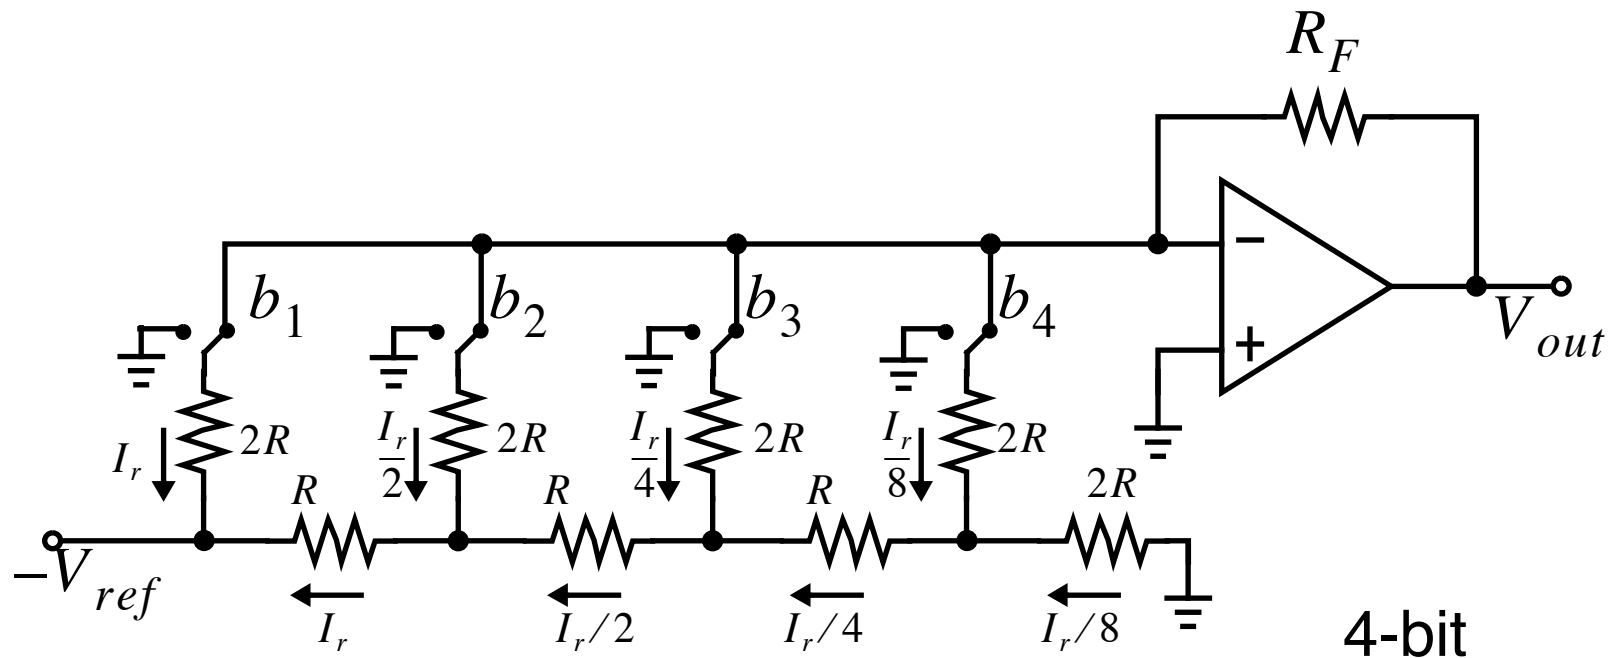 R_F
b_1
b_2
b_3
b_4
−
+
V_out
I_r
2R
I_r/2
2R
I_r/4
2R
I_r/8
2R
R
R
R
2R
−V_ref
I_r
I_r/2
I_r/4
I_r/8
4-bit